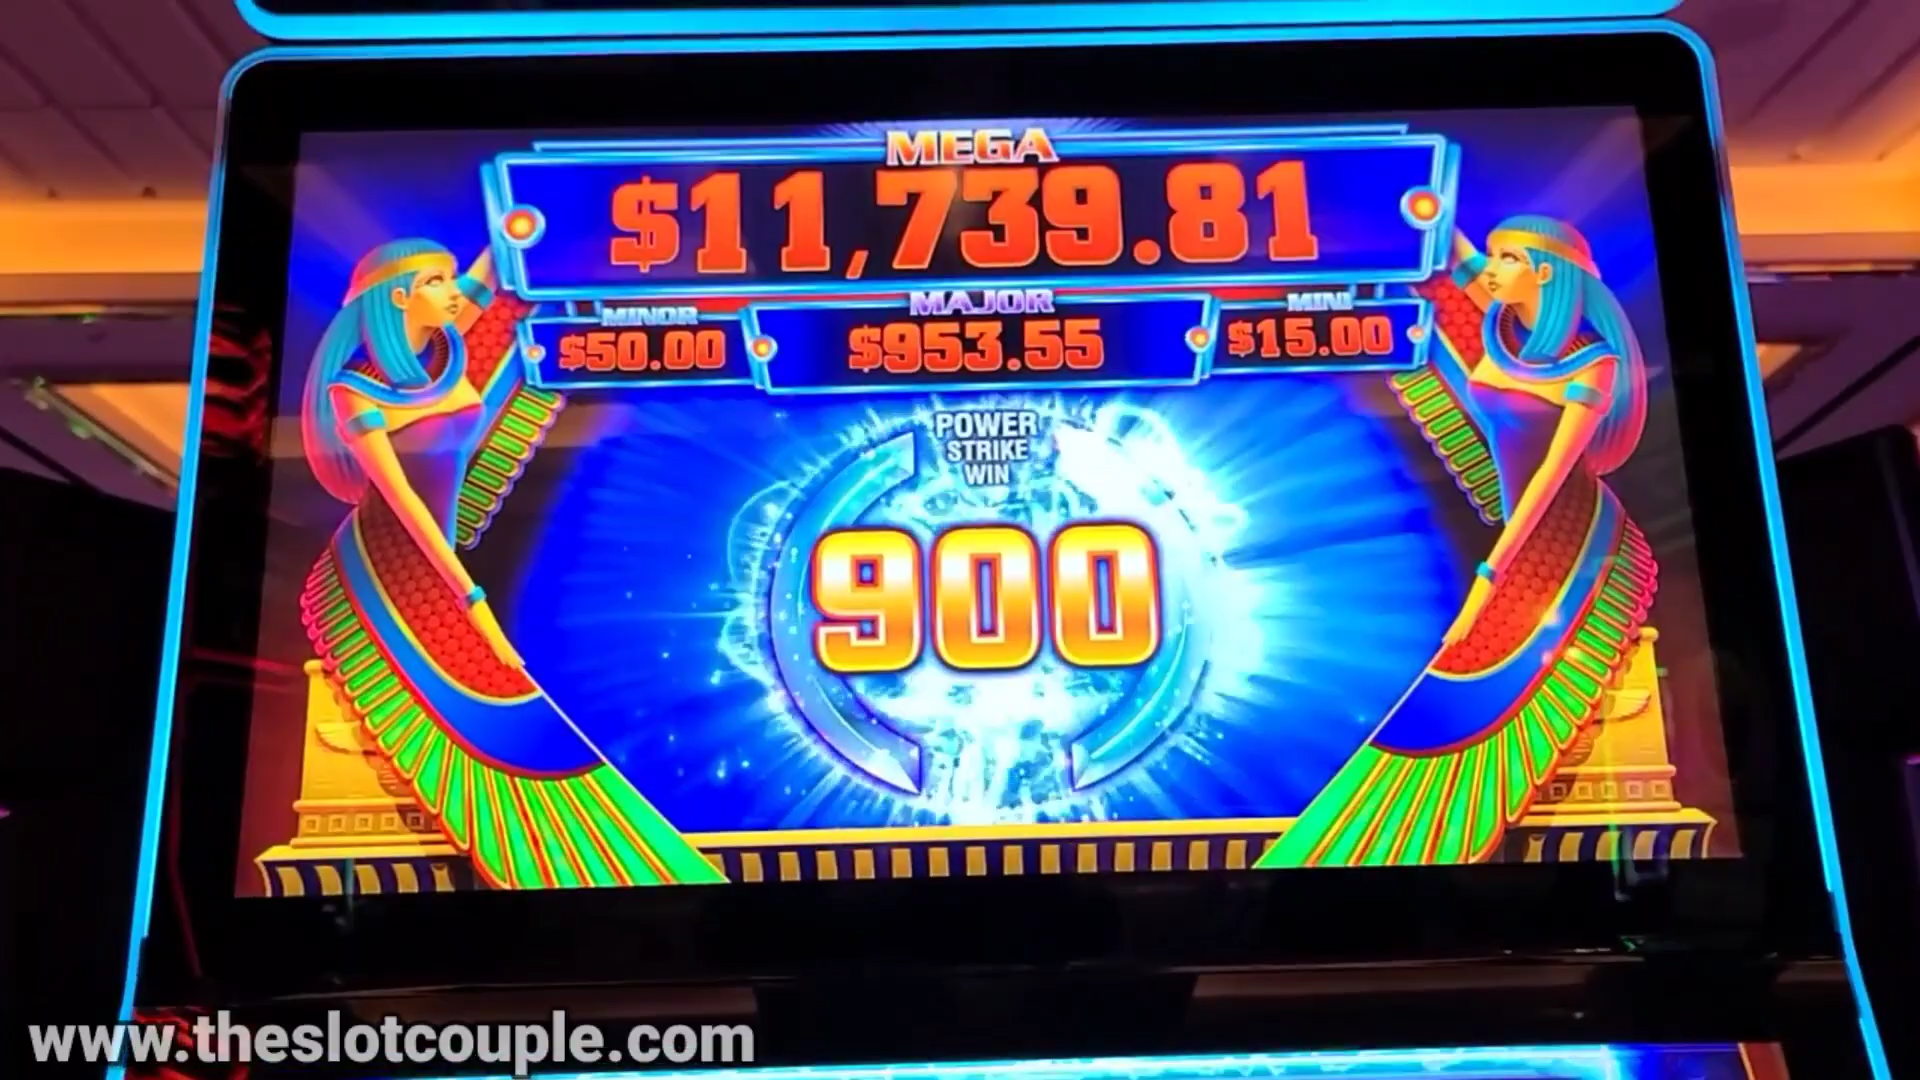 MEGA
$11,739.81
MINOR
$50.00
MAJOR
$953.55
MINI
$15.00
POWER
STRIKE
WIN
900
www.theslotcouple.com